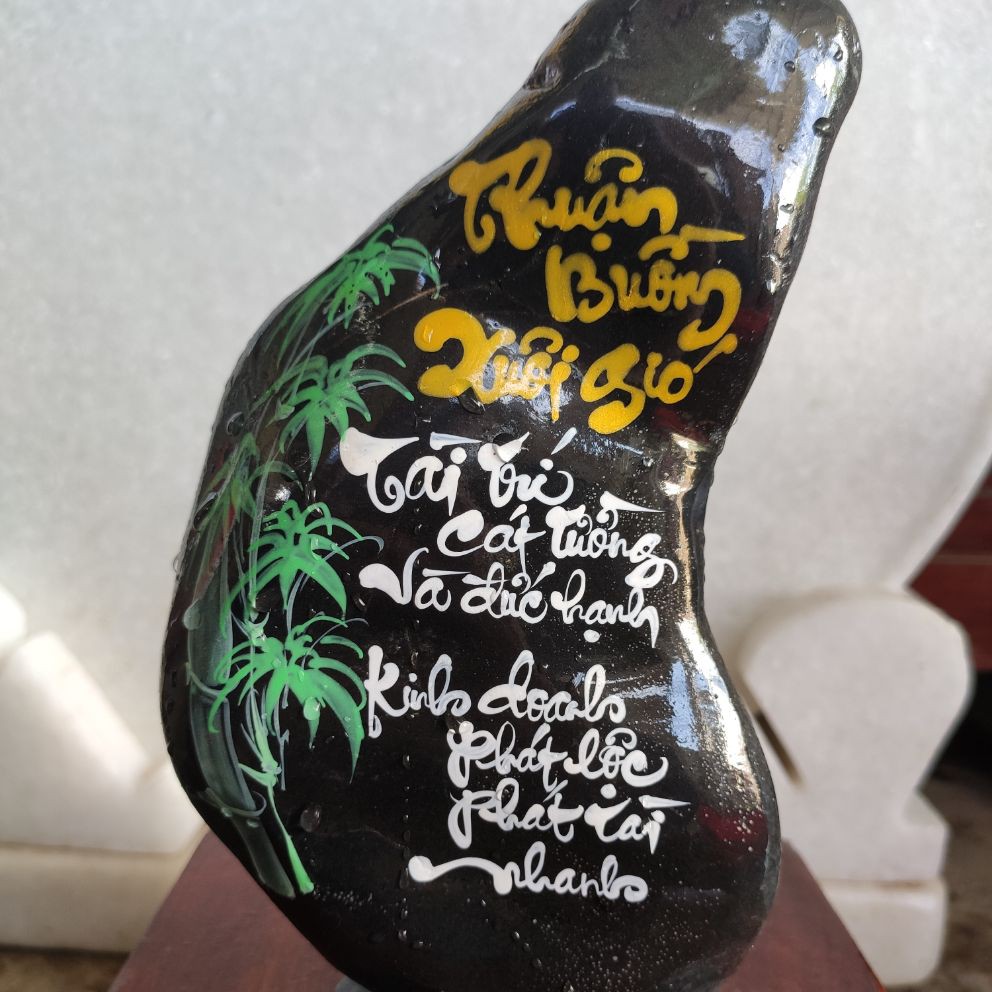 Thuận
Buồm
Xuôi gió
Tài trí
Cát tường
Và đức hạnh
Kinh doanh
Phát lộc
Phát tài
nhanh